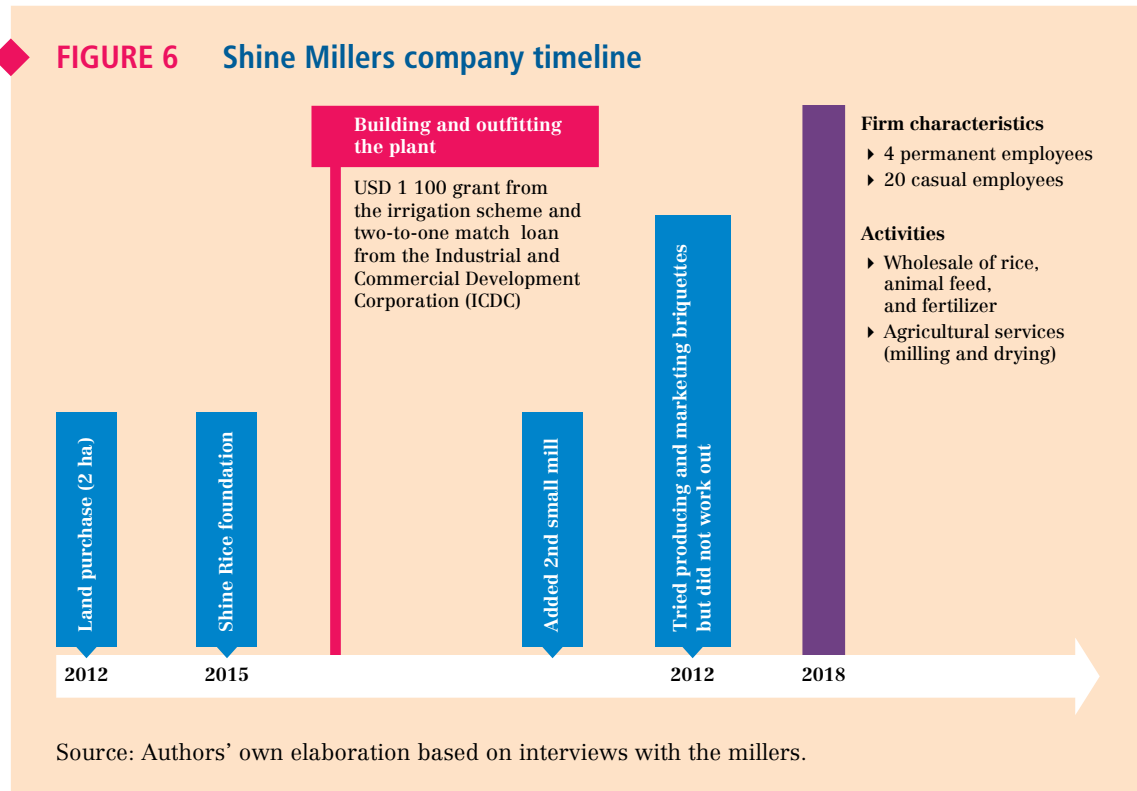 FIGURE 6 Shine Millers company timeline
Building and outfitting
the plant
USD 1 100 grant from
the irrigation scheme and
two-to-one match loan
from the Industrial and
Commercial Development
Corporation (ICDC)
Firm characteristics
▸ 4 permanent employees
▸ 20 casual employees
Activities
▸ Wholesale of rice,
animal feed,
and fertilizer
▸ Agricultural services
(milling and drying)
Land purchase (2 ha)
Shine Rice foundation
Added 2nd small mill
Tried producing and marketing briquettes
but did not work out
2012
2015
2012
2018
Source: Authors' own elaboration based on interviews with the millers.